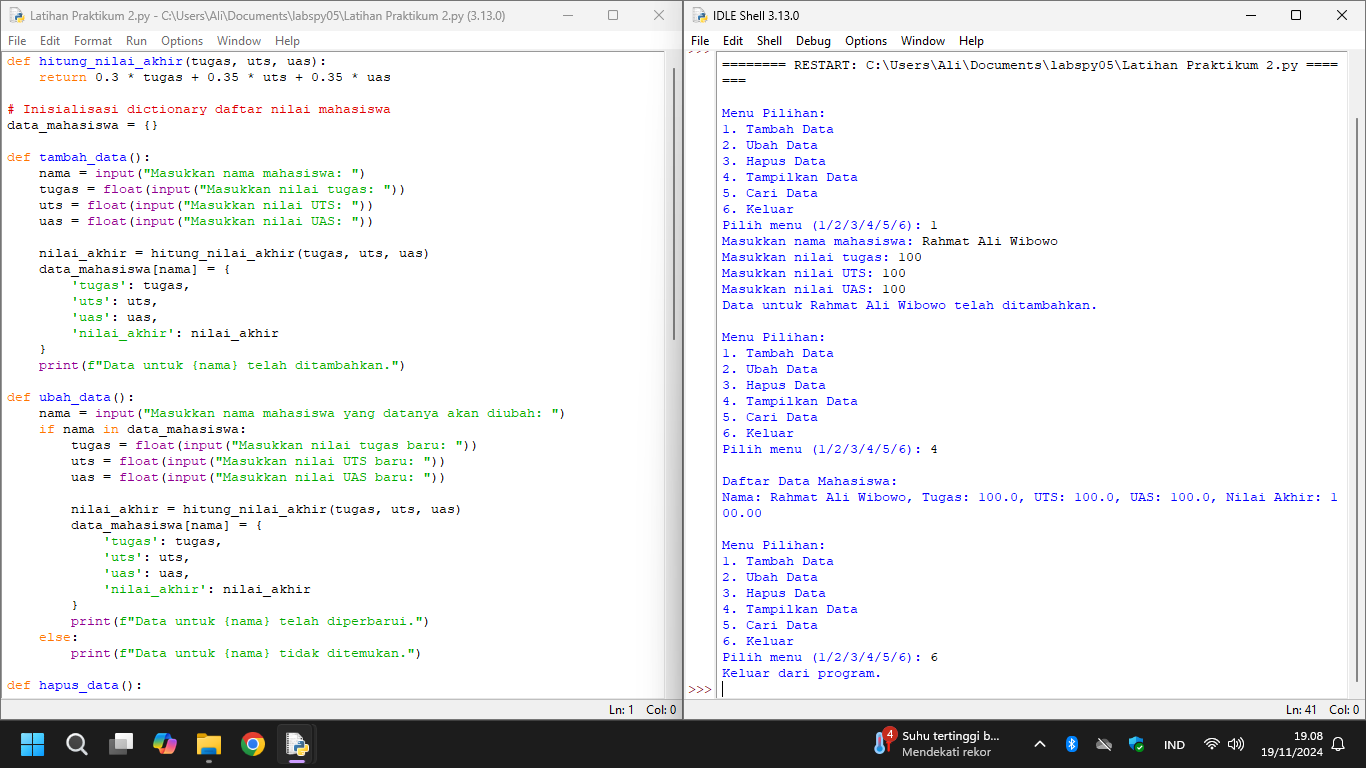 Latihan Praktikum 2.py - C:\Users\Ali\Documents\labspy05\Latihan Praktikum 2.py (3.13.0)
File Edit Format Run Options Window Help
def hitung_nilai_akhir(tugas, uts, uas):
    return 0.3 * tugas + 0.35 * uts + 0.35 * uas

# Inisialisasi dictionary daftar nilai mahasiswa
data_mahasiswa = {}

def tambah_data():
    nama = input("Masukkan nama mahasiswa: ")
    tugas = float(input("Masukkan nilai tugas: "))
    uts = float(input("Masukkan nilai UTS: "))
    uas = float(input("Masukkan nilai UAS: "))

    nilai_akhir = hitung_nilai_akhir(tugas, uts, uas)
    data_mahasiswa[nama] = {
        'tugas': tugas,
        'uts': uts,
        'uas': uas,
        'nilai_akhir': nilai_akhir
    }
    print(f"Data untuk {nama} telah ditambahkan.")

def ubah_data():
    nama = input("Masukkan nama mahasiswa yang datanya akan diubah: ")
    if nama in data_mahasiswa:
        tugas = float(input("Masukkan nilai tugas baru: "))
        uts = float(input("Masukkan nilai UTS baru: "))
        uas = float(input("Masukkan nilai UAS baru: "))

        nilai_akhir = hitung_nilai_akhir(tugas, uts, uas)
        data_mahasiswa[nama] = {
            'tugas': tugas,
            'uts': uts,
            'uas': uas,
            'nilai_akhir': nilai_akhir
        }
        print(f"Data untuk {nama} telah diperbarui.")
    else:
        print(f"Data untuk {nama} tidak ditemukan.")

def hapus_data():
Ln: 1 Col: 0
IDLE Shell 3.13.0
File Edit Shell Debug Options Window Help
>>>
======== RESTART: C:\Users\Ali\Documents\labspy05\Latihan Praktikum 2.py ====
===

Menu Pilihan:
1. Tambah Data
2. Ubah Data
3. Hapus Data
4. Tampilkan Data
5. Cari Data
6. Keluar
Pilih menu (1/2/3/4/5/6): 1
Masukkan nama mahasiswa: Rahmat Ali Wibowo
Masukkan nilai tugas: 100
Masukkan nilai UTS: 100
Masukkan nilai UAS: 100
Data untuk Rahmat Ali Wibowo telah ditambahkan.

Menu Pilihan:
1. Tambah Data
2. Ubah Data
3. Hapus Data
4. Tampilkan Data
5. Cari Data
6. Keluar
Pilih menu (1/2/3/4/5/6): 4

Daftar Data Mahasiswa:
Nama: Rahmat Ali Wibowo, Tugas: 100.0, UTS: 100.0, UAS: 100.0, Nilai Akhir: 1
00.00

Menu Pilihan:
1. Tambah Data
2. Ubah Data
3. Hapus Data
4. Tampilkan Data
5. Cari Data
6. Keluar
Pilih menu (1/2/3/4/5/6): 6
Keluar dari program.
>>>
Ln: 41 Col: 0
4
Suhu tertinggi b...
Mendekati rekor
IND
19.08
19/11/2024